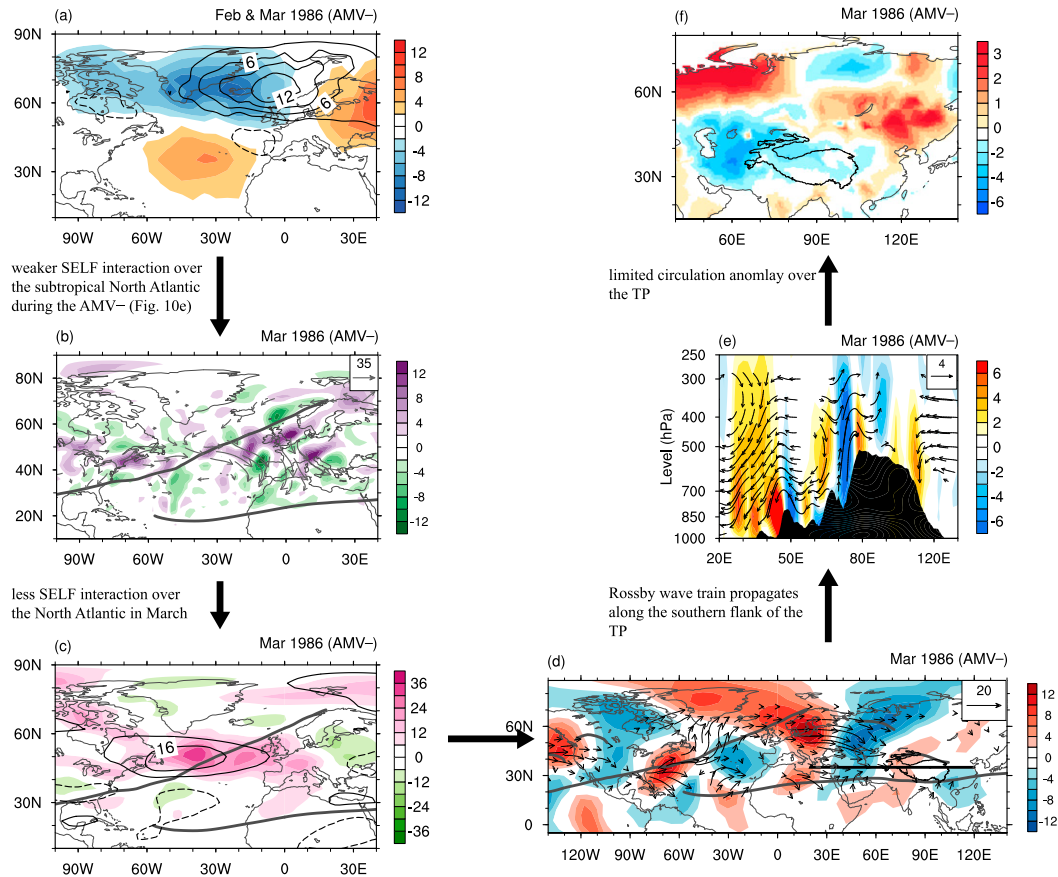 (a) Feb & Mar 1986 (AMV−)
90N
60N
30N
90W 60W 30W 0 30E
6
12
6
12
8
4
0
-4
-8
-12
weaker SELF interaction over
the subtropical North Atlantic
during the AMV− (Fig. 10e)
(b) Mar 1986 (AMV−)
35
80N
60N
40N
20N
90W 60W 30W 0 30E
12
8
4
0
-4
-8
-12
less SELF interaction over
the North Atlantic in March
(c) Mar 1986 (AMV−)
90N
60N
30N
90W 60W 30W 0 30E
16
36
24
12
0
-12
-24
-36
(d) Mar 1986 (AMV−)
20
60N
30N
0
120W 90W 60W 30W 0 30E 60E 90E 120E
12
8
4
0
-4
-8
-12
Rossby wave train propagates
along the southern flank of the
TP
(e) Mar 1986 (AMV−)
4
Level (hPa)
250
300
400
500
700
850
1000
20E 50E 80E 120E
6
4
2
0
-2
-4
-6
limited circulation anomlay over
the TP
(f) Mar 1986 (AMV−)
60N
30N
60E 90E 120E
3
2
1
0
-2
-4
-6